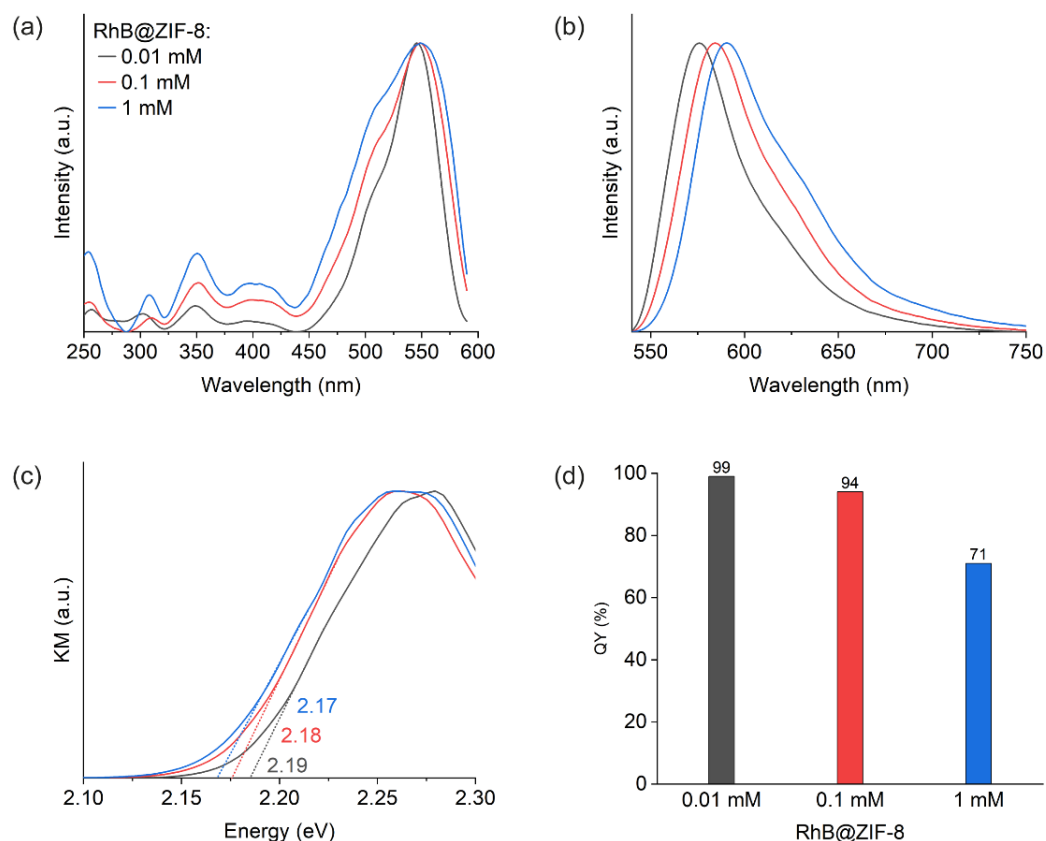 (a)
RhB@ZIF-8:
0.01 mM
0.1 mM
1 mM
Intensity (a.u.)
250 300 350 400 450 500 550 600
Wavelength (nm)
(b)
Intensity (a.u.)
550 600 650 700 750
Wavelength (nm)
(c)
KM (a.u.)
2.17
2.18
2.19
2.10 2.15 2.20 2.25 2.30
Energy (eV)
(d)
QY (%)
100
80
60
40
20
0
99
94
71
0.01 mM 0.1 mM 1 mM
RhB@ZIF-8